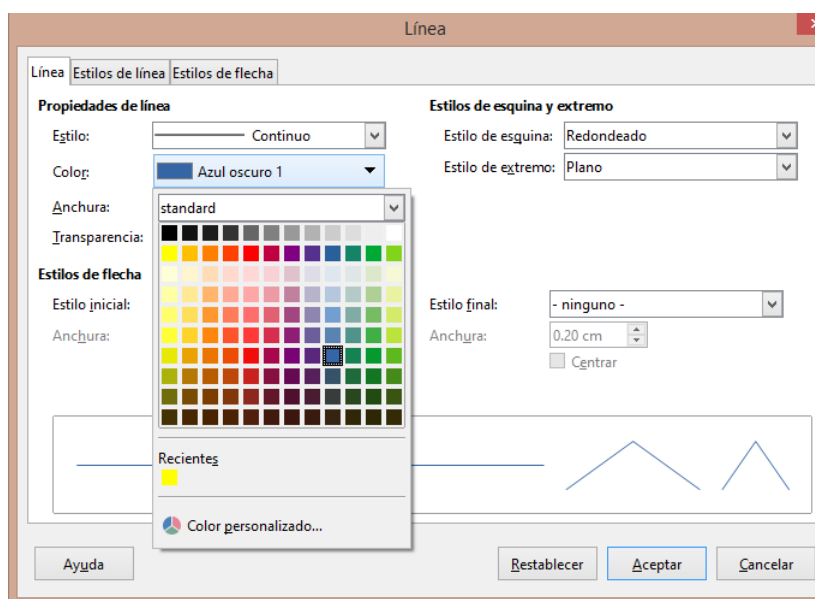 Línea
Línea Estilos de línea Estilos de flecha
Propiedades de línea
Estilo: Continuo
Color: Azul oscuro 1
Anchura:
standard
Transparencia:
Estilos de flecha
Estilo inicial:
Anchura:
Recientes
Color personalizado...
Estilos de esquina y extremo
Estilo de esquina: Redondeado
Estilo de extremo: Plano
Estilo final: - ninguno -
Anchura: 0.20 cm
Centrar
Ayuda Restablecer Aceptar Cancelar